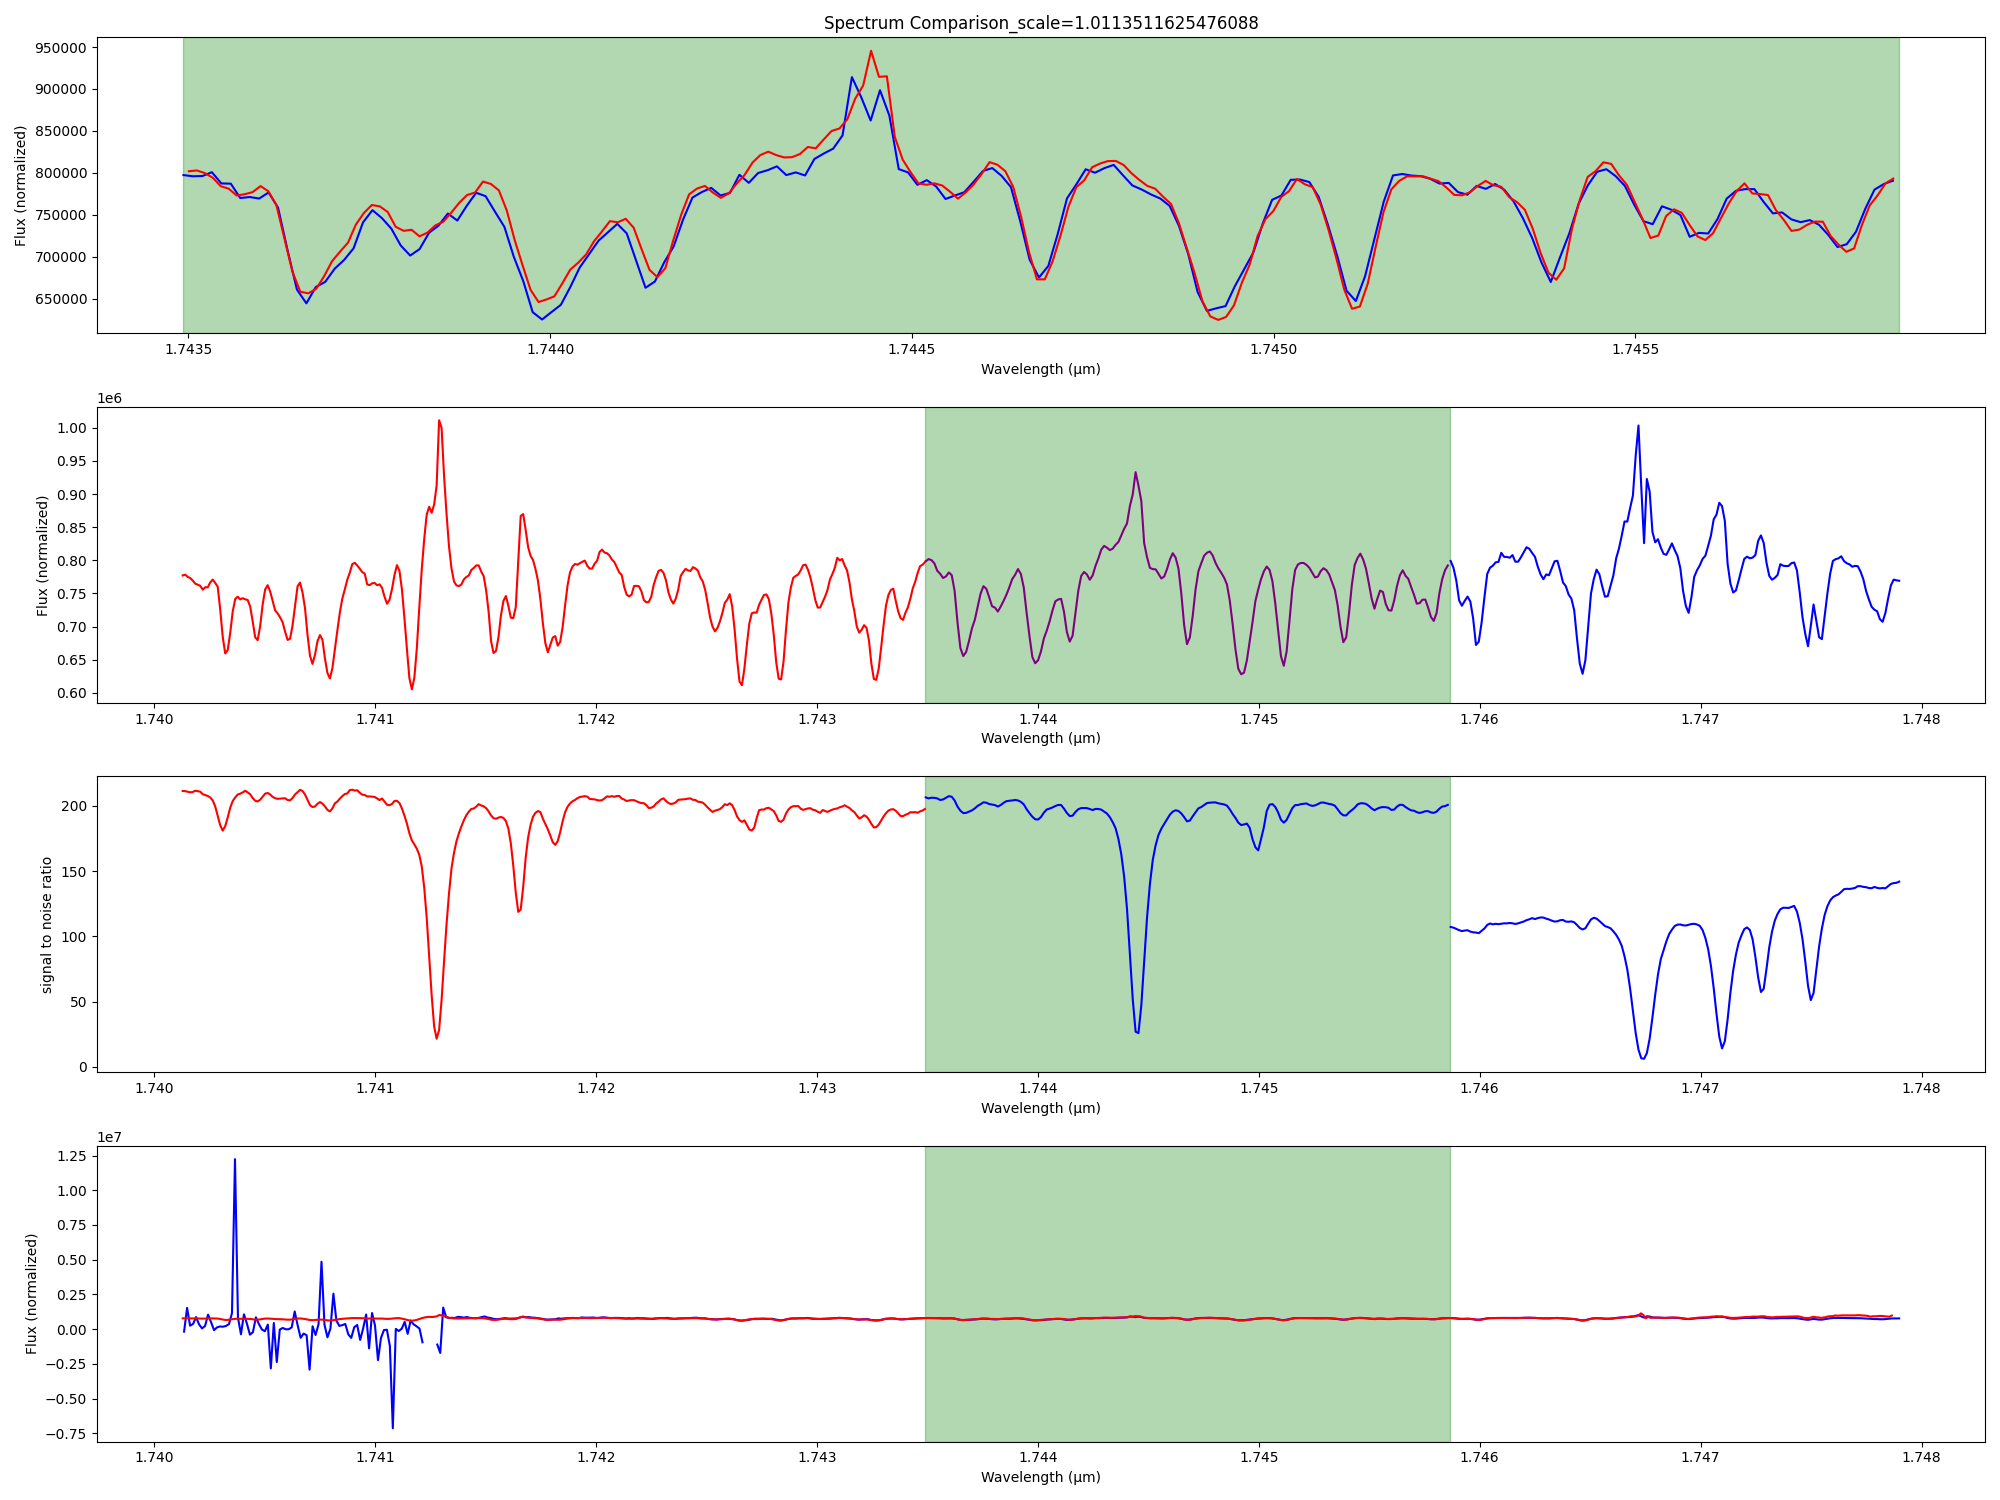 Spectrum Comparison_scale=1.0113511625476088
950000
900000
850000
800000
750000
700000
650000
Flux (normalized)
1.7435 1.7440 1.7445 1.7450 1.7455
Wavelength (μm)
1e6
1.00
0.95
0.90
0.85
0.80
0.75
0.70
0.65
0.60
Flux (normalized)
1.740 1.741 1.742 1.743 1.744 1.745 1.746 1.747 1.748
Wavelength (μm)
200
150
100
50
0
signal to noise ratio
1.740 1.741 1.742 1.743 1.744 1.745 1.746 1.747 1.748
Wavelength (μm)
1e7
1.25
1.00
0.75
0.50
0.25
0.00
−0.25
−0.50
−0.75
Flux (normalized)
1.740 1.741 1.742 1.743 1.744 1.745 1.746 1.747 1.748
Wavelength (μm)